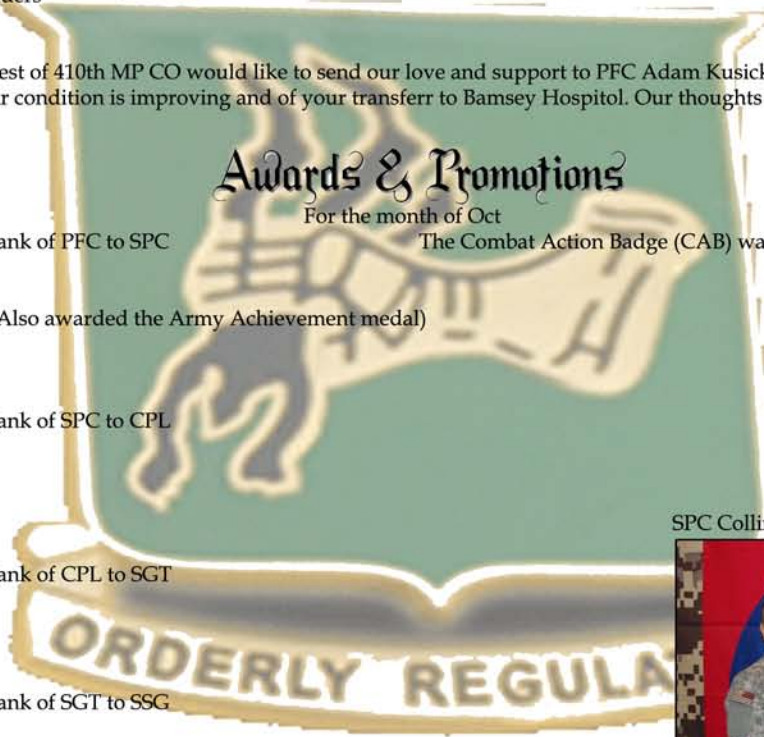 est of 410th MP CO would like to send our love and support to PFC Adam Kusick
r condition is improving and of your transferr to Bamsey Hospitol. Our thoughts
Awards & Promotions
For the month of Oct
ank of PFC to SPC
The Combat Action Badge (CAB) wa
Also awarded the Army Achievement medal)
ank of SPC to CPL
SPC Colli
ank of CPL to SGT
ORDERLY REGULA
ank of SGT to SSG